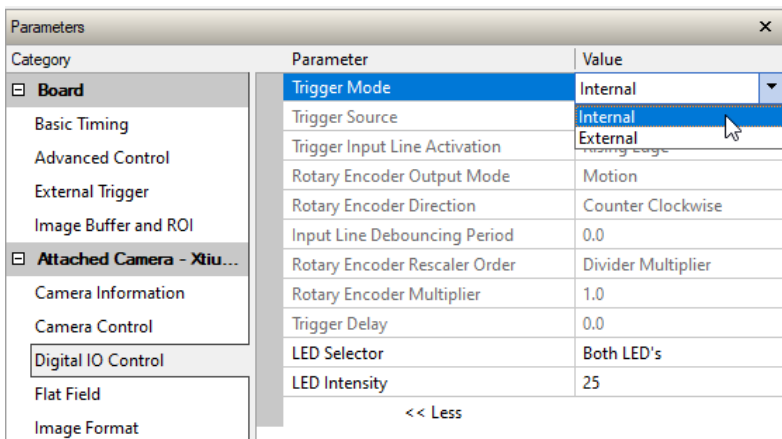 Parameters
Category
Parameter Value
Board
Trigger Mode Internal
Basic Timing
Trigger Source Internal
Advanced Control
External
Trigger Input Line Activation Rising Edge
External Trigger
Rotary Encoder Output Mode Motion
Image Buffer and ROI
Rotary Encoder Direction Counter Clockwise
Input Line Debouncing Period 0.0
Attached Camera - Xtiu...
Rotary Encoder Rescaler Order Divider Multiplier
Camera Information
Rotary Encoder Multiplier 1.0
Camera Control
Trigger Delay 0.0
Digital IO Control
LED Selector Both LED's
Flat Field
LED Intensity 25
Image Format
<< Less